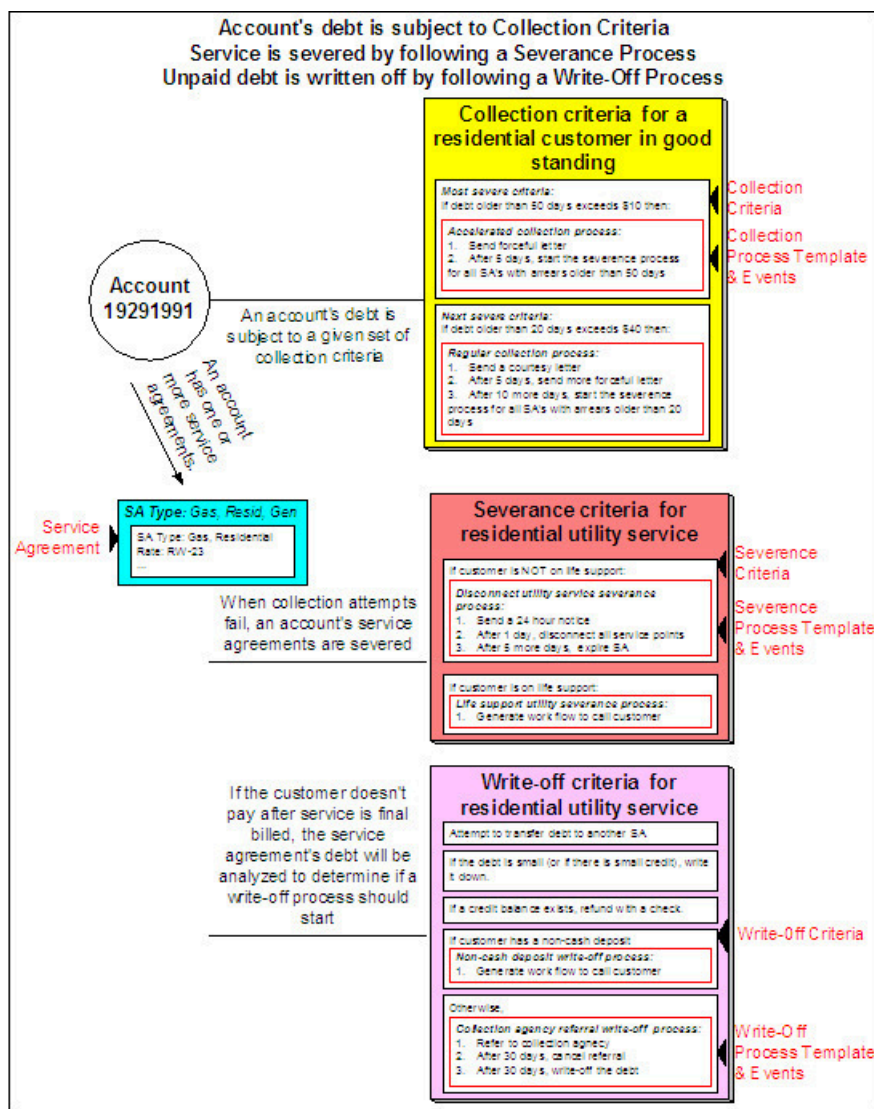 Account's debt is subject to Collection Criteria
Service is severed by following a Severance Process
Unpaid debt is written off by following a Write-Off Process
Collection criteria for a
residential customer in good
standing
Most severe criteria:
If debt older than 50 days exceeds $10 then:
Accelerated collection process:
1. Send forceful letter
2. After 5 days, start the severence process
for all SA's with arrears older than 50 days
Collection
Criteria
Collection
Process Template
& Events
Account
19291991
An account's debt is
subject to a given set of
collection criteria
Next severe criteria:
If debt older than 20 days exceeds $40 then:
Regular collection process:
1. Send a courtesy letter
2. After 5 days, send more forceful letter
3. After 10 more days, start the severence
process for all SA's with arrears older than 20
days
An account
has one or
more service
agreements.
Service
Agreement
SA Type: Gas, Resid, Gen
SA Type: Gas, Residential
Rate: RW-23
...
Severance criteria for
residential utility service
If customer is NOT on life support:
Disconnect utility service severance
process:
1. Send a 24 hour notice
2. After 1 day, disconnect all service points
3. After 5 more days, expire SA
Severence
Criteria
Severence
Process Template
& Events
When collection attempts
fail, an account's service
agreements are severed
If customer is on life support:
Life support utility severance process:
1. Generate work flow to call customer
If the customer doesn't
pay after service is final
billed, the service
agreement's debt will be
analyzed to determine if a
write-off process should
start
Write-off criteria for
residential utility service
Attempt to transfer debt to another SA
If the debt is small (or if there is small credit), write
it down.
If a credit balance exists, refund with a check.
If customer has a non-cash deposit
Non-cash deposit write-off process:
1. Generate work flow to call customer
Write-Off Criteria
Otherwise,
Collection agency referral write-off process:
1. Refer to collection agnecy
2. After 30 days, cancel referral
3. After 30 days, write-off the debt
Write-Off
Process Template
& Events